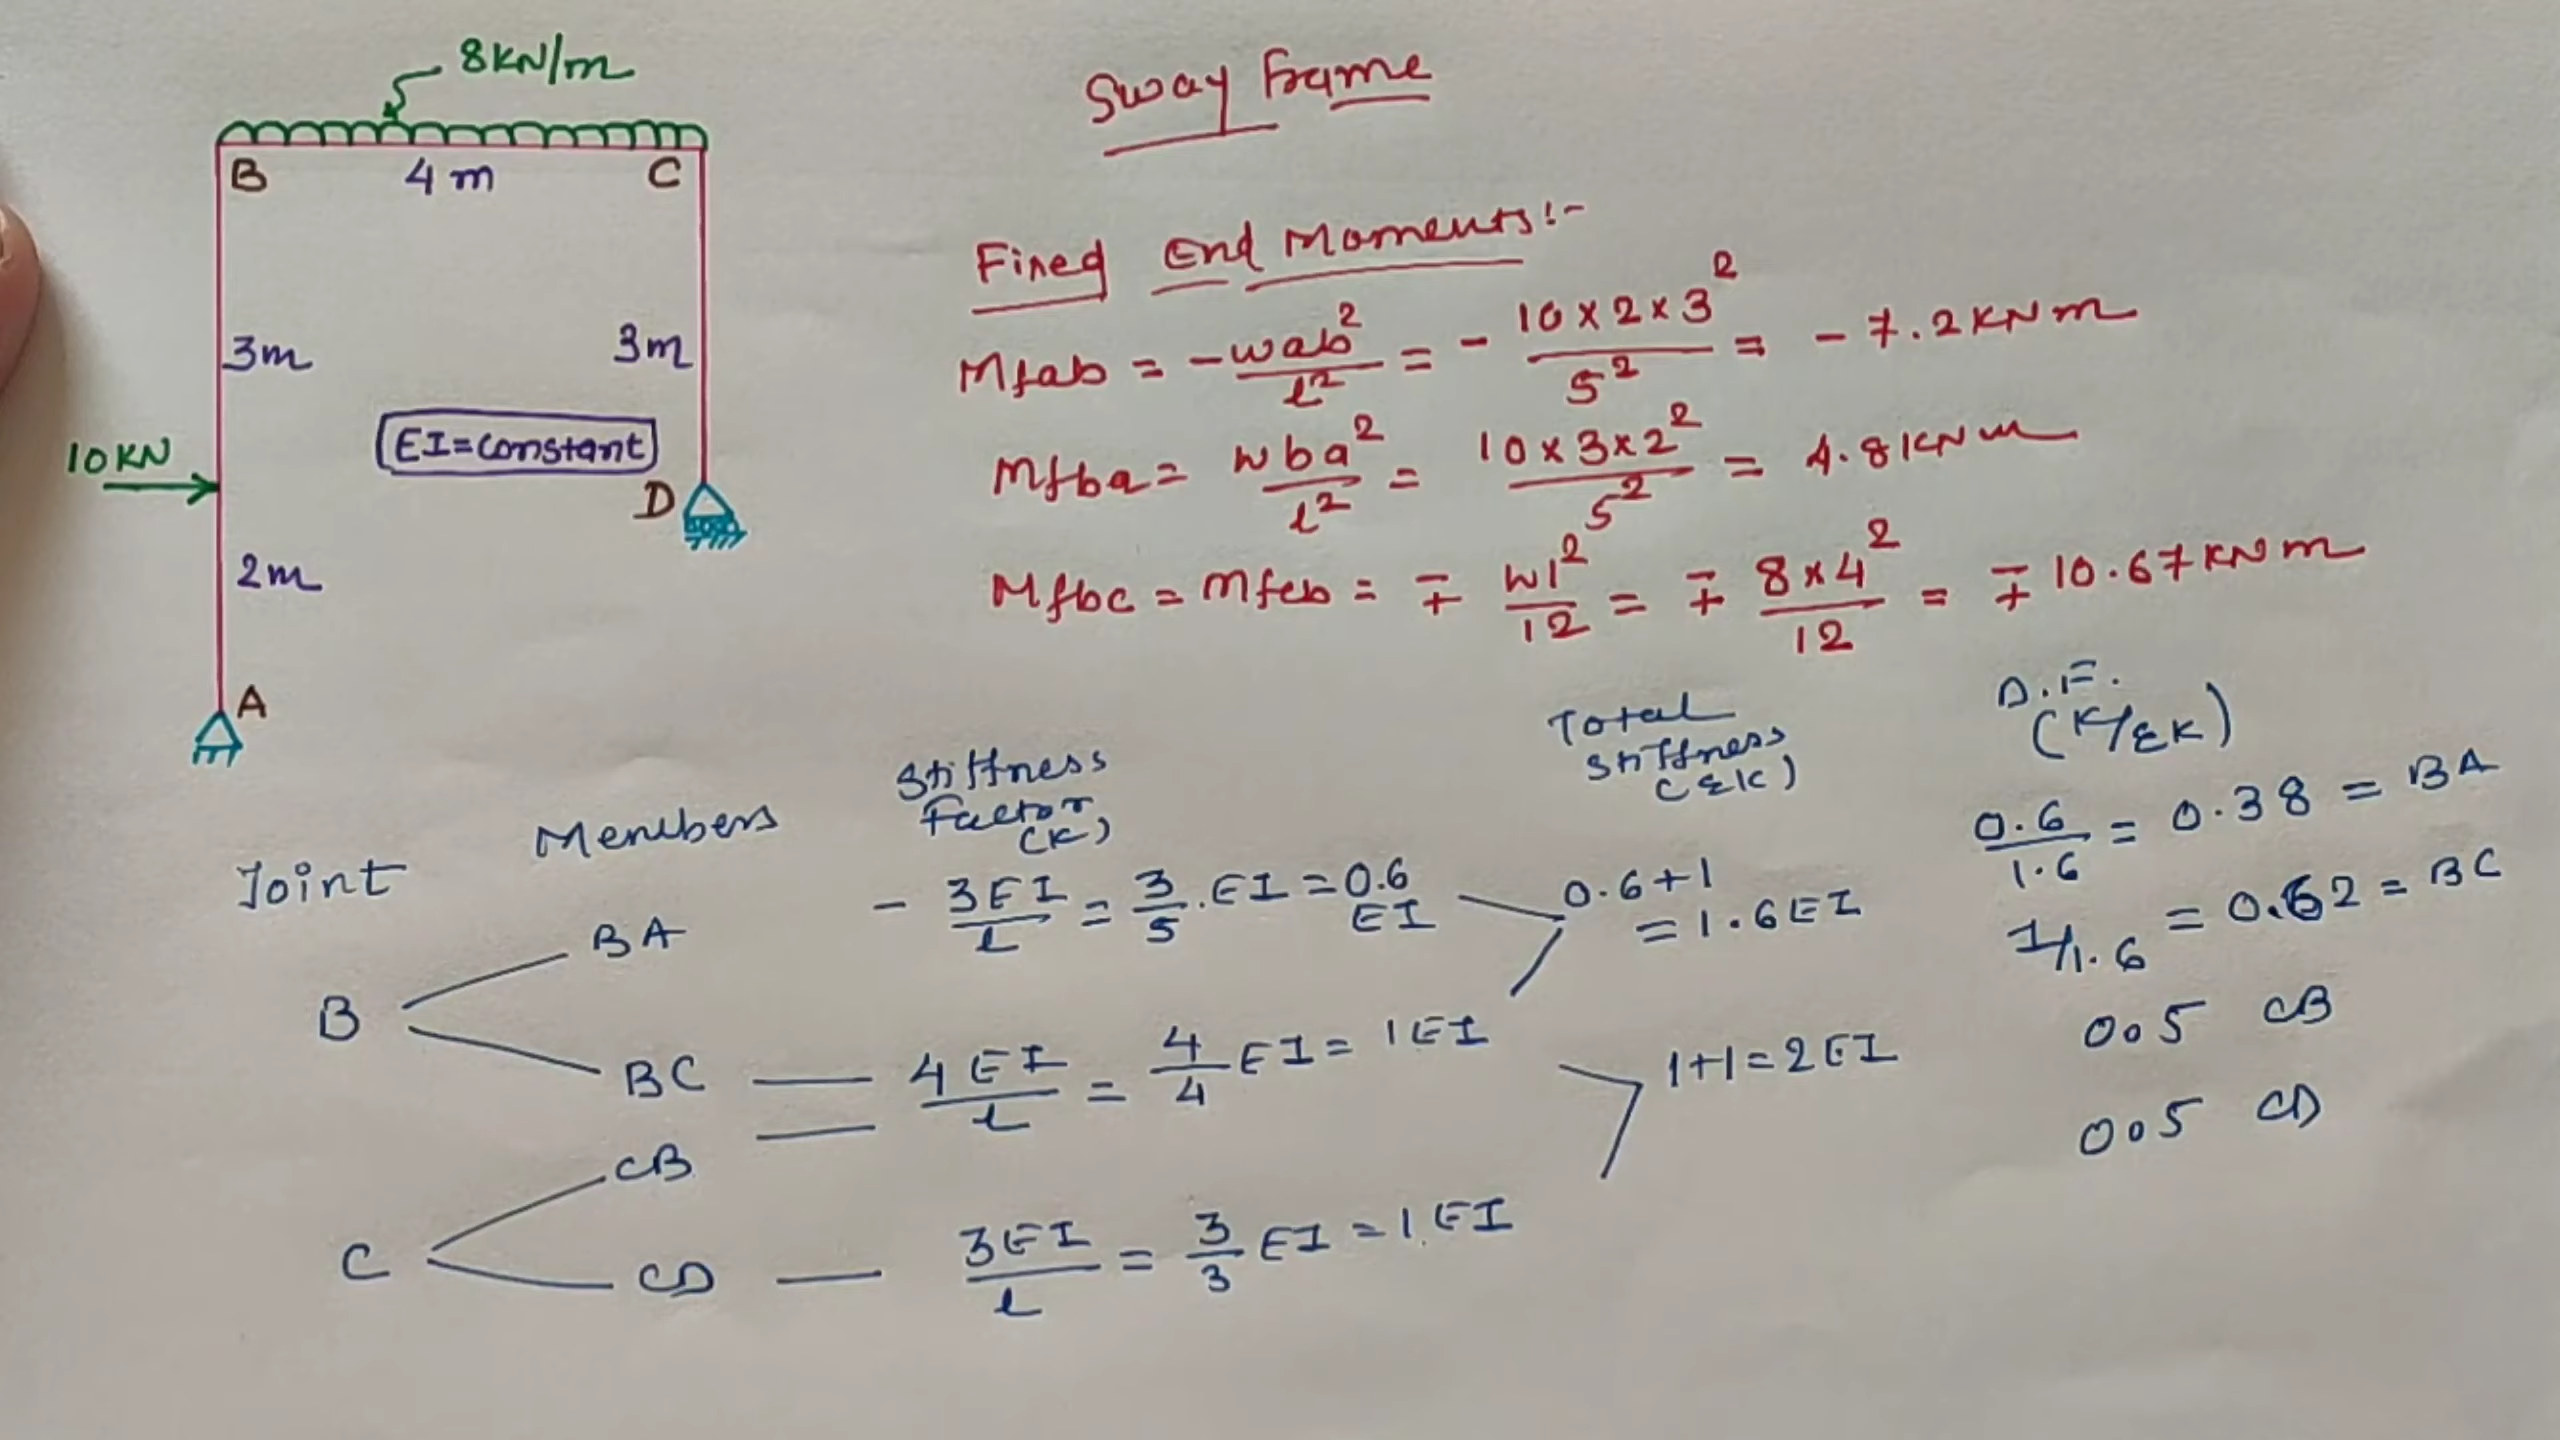 8KN/m
B 4 m C
3m
3m
EI=constant
10KN
D
2m
A
Sway Frame
Fixed End Moments:-
Mfab = -wab²/l² = - 10×2×3²/5² = -7.2KNm
Mfba = wba²/l² = 10×3×2²/5² = 4.8KNm
Mfbc = Mfcb = ∓ wl²/12 = ∓ 8×4²/12 = ∓ 10.67KNm
Joint Members Stiffness Factor (K) Total Stiffness (ΣK) D.F. (K/ΣK)
B BA - 3EI/l = 3/5 . EI = 0.6 EI 0.6+1 = 1.6EI 0.6/1.6 = 0.38 = BA
BC 4EI/l = 4/4 EI = 1EI 1/1.6 = 0.62 = BC
C CB 1+1=2EI 0.5 CB
CD 3EI/l = 3/3 EI = 1.EI 0.5 CD